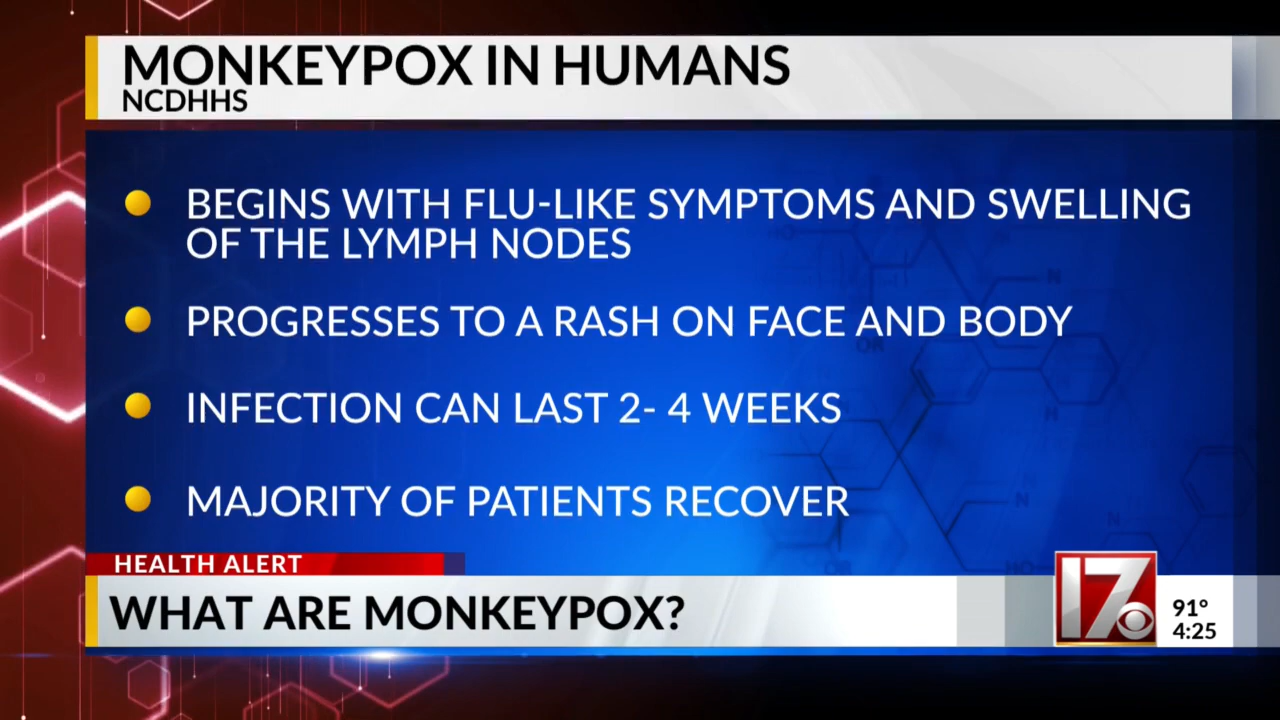 MONKEYPOX IN HUMANS
NCDHHS
BEGINS WITH FLU-LIKE SYMPTOMS AND SWELLING
OF THE LYMPH NODES
PROGRESSES TO A RASH ON FACE AND BODY
INFECTION CAN LAST 2- 4 WEEKS
MAJORITY OF PATIENTS RECOVER
HEALTH ALERT
WHAT ARE MONKEYPOX?
17
91°
4:25